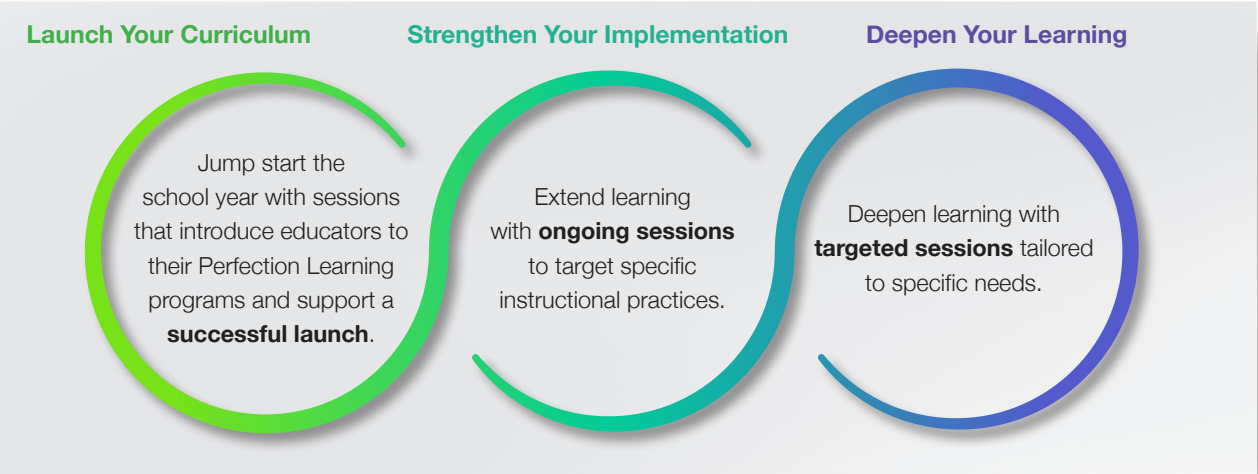 Launch Your Curriculum
Jump start the
school year with sessions
that introduce educators to
their Perfection Learning
programs and support a
successful launch.
Strengthen Your Implementation
Extend learning
with ongoing sessions
to target specific
instructional practices.
Deepen Your Learning
Deepen learning with
targeted sessions tailored
to specific needs.